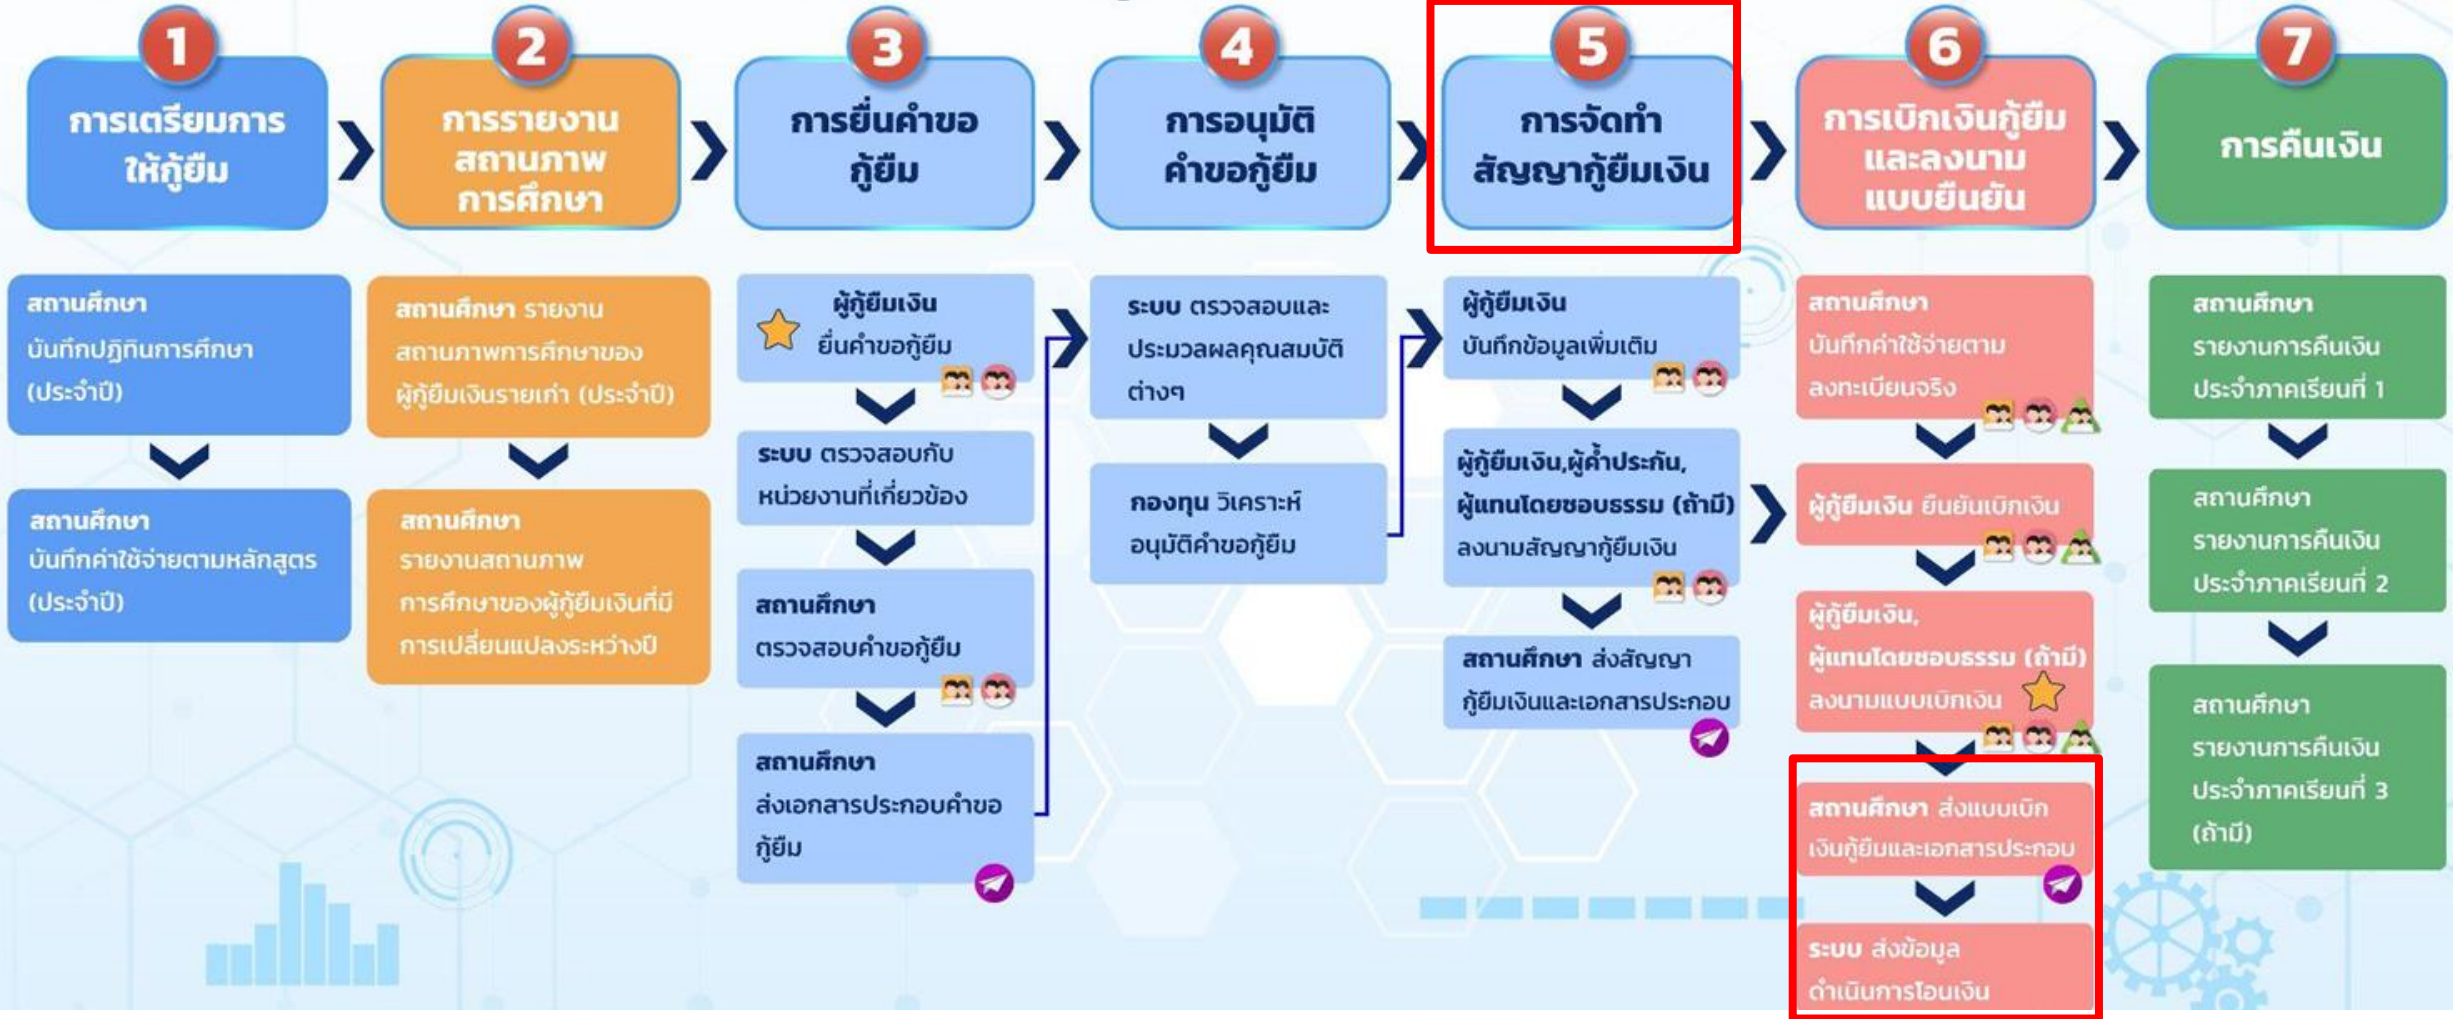 1
การเตรียมการ
ให้กู้ยืม
2
การรายงาน
สถานภาพ
การศึกษา
3
การยื่นคำขอ
กู้ยืม
4
การอนุมัติ
คำขอกู้ยืม
5
การจัดทำ
สัญญากู้ยืมเงิน
6
การเบิกเงินกู้ยืม
และลงนาม
แบบยืนยัน
7
การคืนเงิน
สถานศึกษา
บันทึกปฏิทินการศึกษา
(ประจำปี)
สถานศึกษา
บันทึกค่าใช้จ่ายตามหลักสูตร
(ประจำปี)
สถานศึกษา รายงาน
สถานภาพการศึกษาของ
ผู้กู้ยืมเงินรายเก่า (ประจำปี)
สถานศึกษา
รายงานสถานภาพ
การศึกษาของผู้กู้ยืมเงินที่มี
การเปลี่ยนแปลงระหว่างปี
ผู้กู้ยืมเงิน
ยื่นคำขอกู้ยืม
ระบบ ตรวจสอบกับ
หน่วยงานที่เกี่ยวข้อง
สถานศึกษา
ตรวจสอบคำขอกู้ยืม
สถานศึกษา
ส่งเอกสารประกอบคำขอ
กู้ยืม
ระบบ ตรวจสอบและ
ประมวลผลคุณสมบัติ
ต่างๆ
กองทุน วิเคราะห์
อนุมัติคำขอกู้ยืม
ผู้กู้ยืมเงิน
บันทึกข้อมูลเพิ่มเติม
ผู้กู้ยืมเงิน,ผู้ค้ำประกัน,
ผู้แทนโดยชอบธรรม (ถ้ามี)
ลงนามสัญญากู้ยืมเงิน
สถานศึกษา ส่งสัญญา
กู้ยืมเงินและเอกสารประกอบ
สถานศึกษา
บันทึกค่าใช้จ่ายตาม
ลงทะเบียนจริง
ผู้กู้ยืมเงิน ยืนยันเบิกเงิน
ผู้กู้ยืมเงิน,
ผู้แทนโดยชอบธรรม (ถ้ามี)
ลงนามแบบเบิกเงิน
สถานศึกษา ส่งแบบเบิก
เงินกู้ยืมและเอกสารประกอบ
ระบบ ส่งข้อมูล
ดำเนินการโอนเงิน
สถานศึกษา
รายงานการคืนเงิน
ประจำภาคเรียนที่ 1
สถานศึกษา
รายงานการคืนเงิน
ประจำภาคเรียนที่ 2
สถานศึกษา
รายงานการคืนเงิน
ประจำภาคเรียนที่ 3
(ถ้ามี)